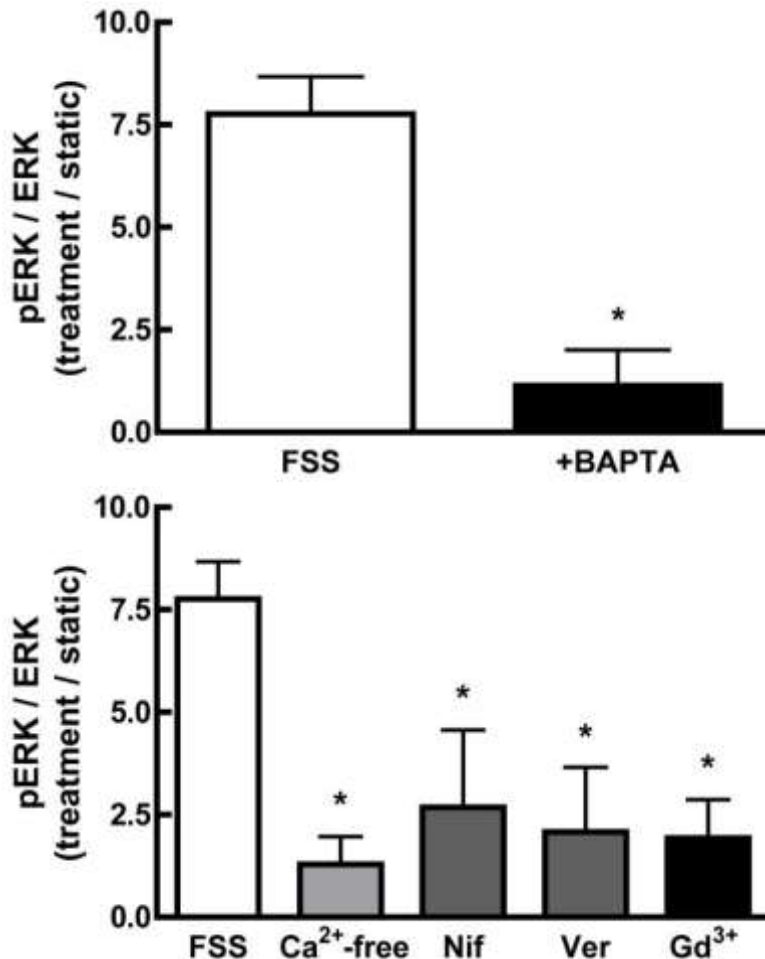 pERK / ERK
(treatment / static)
10.0
7.5
5.0
2.5
0.0
*
FSS
+BAPTA
pERK / ERK
(treatment / static)
10.0
7.5
5.0
2.5
0.0
*
*
*
*
FSS
Ca²⁺-free
Nif
Ver
Gd³⁺